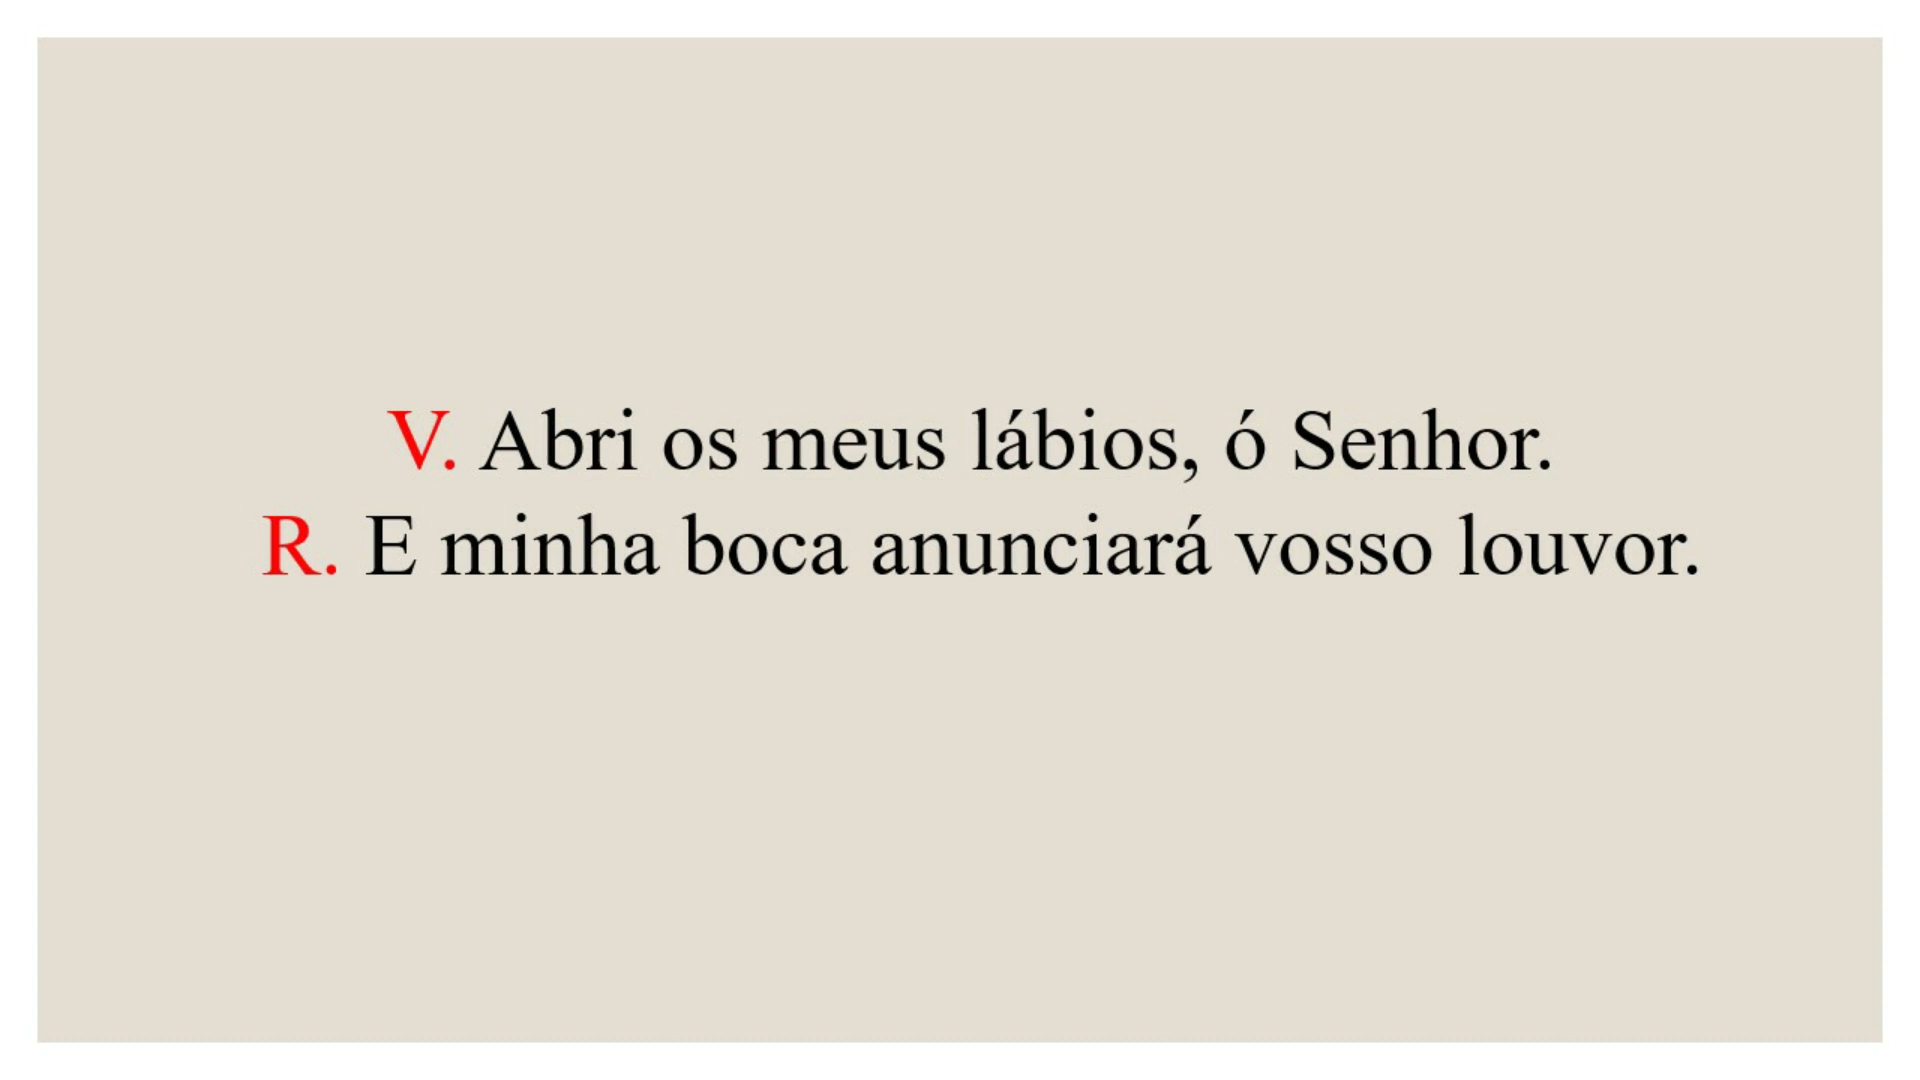 V. Abri os meus lábios, ó Senhor.
R. E minha boca anunciará vosso louvor.